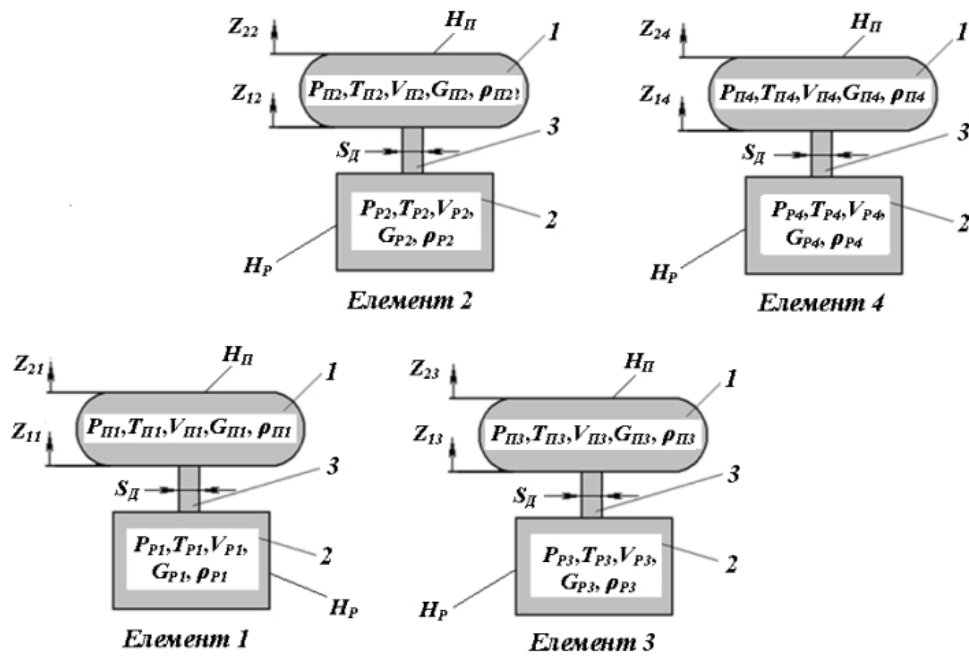 Z22 HП 1
Z12 PП2,TП2,VП2,GП2, ρП2
SД 3
PP2,TP2,VP2,
GP2, ρP2
2
HP
Елемент 2
Z24 HП 1
Z14 PП4,TП4,VП4,GП4, ρП4
SД 3
PP4,TP4,VP4,
GP4, ρP4
2
HP
Елемент 4
Z21 HП 1
Z11 PП1,TП1,VП1,GП1, ρП1
SД 3
PP1,TP1,VP1,
GP1, ρP1
2
HP
Елемент 1
Z23 HП 1
Z13 PП3,TП3,VП3,GП3, ρП3
SД 3
PP3,TP3,VP3,
GP3, ρP3
2
HP
Елемент 3